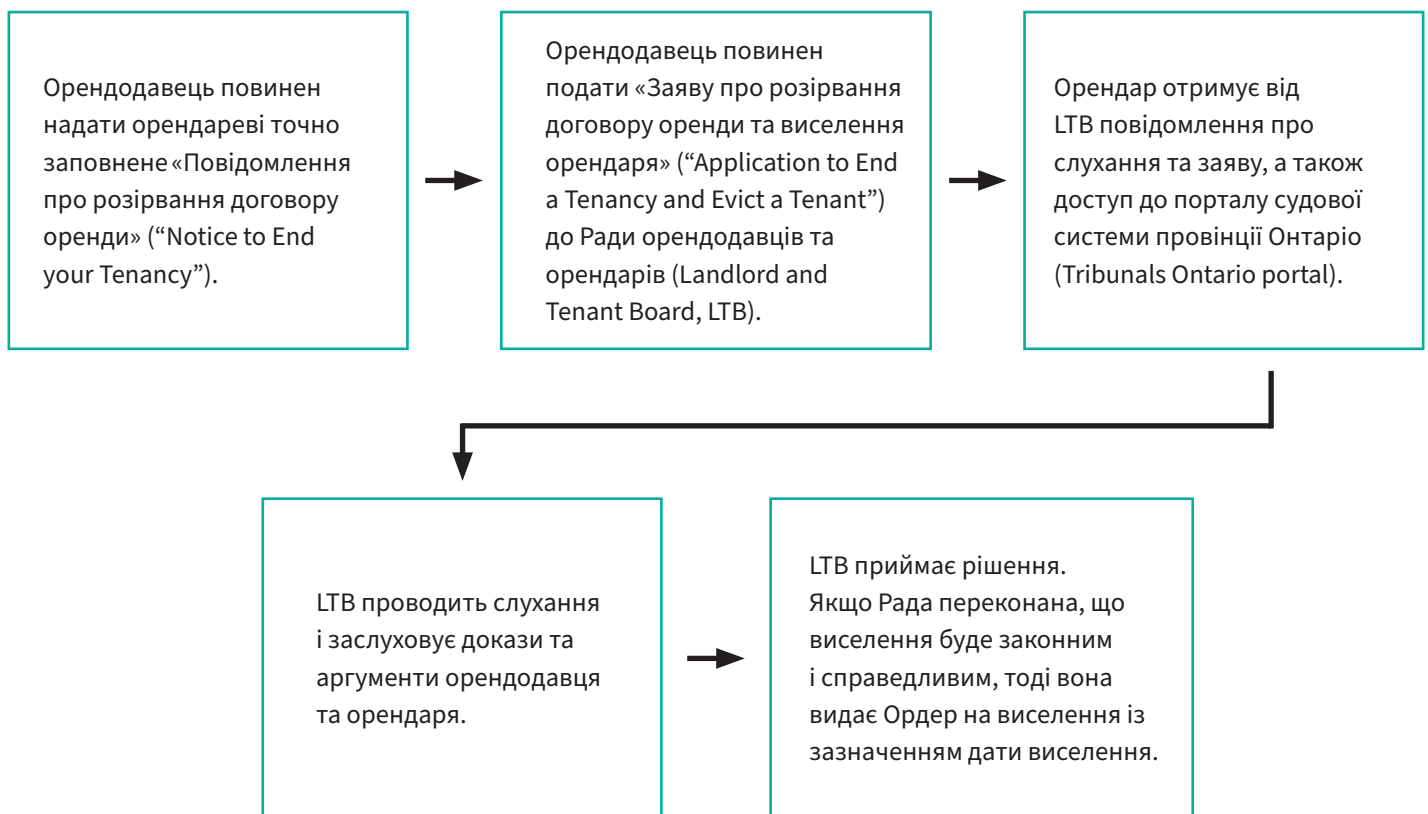 Орендодавець повинен
надати орендареві точно
заповнене «Повідомлення
про розірвання договору
оренди» (“Notice to End
your Tenancy”).
Орендодавець повинен
подати «Заяву про розірвання
договору оренди та виселення
орендаря» (“Application to End
a Tenancy and Evict a Tenant”)
до Ради орендодавців та
орендарів (Landlord and
Tenant Board, LTB).
Орендар отримує від
LTB повідомлення про
слухання та заяву, а також
доступ до порталу судової
системи провінції Онтаріо
(Tribunals Ontario portal).
LTB проводить слухання
і заслуховує докази та
аргументи орендодавця
та орендаря.
LTB приймає рішення.
Якщо Рада переконана, що
виселення буде законним
і справедливим, тоді вона
видає Ордер на виселення із
зазначенням дати виселення.